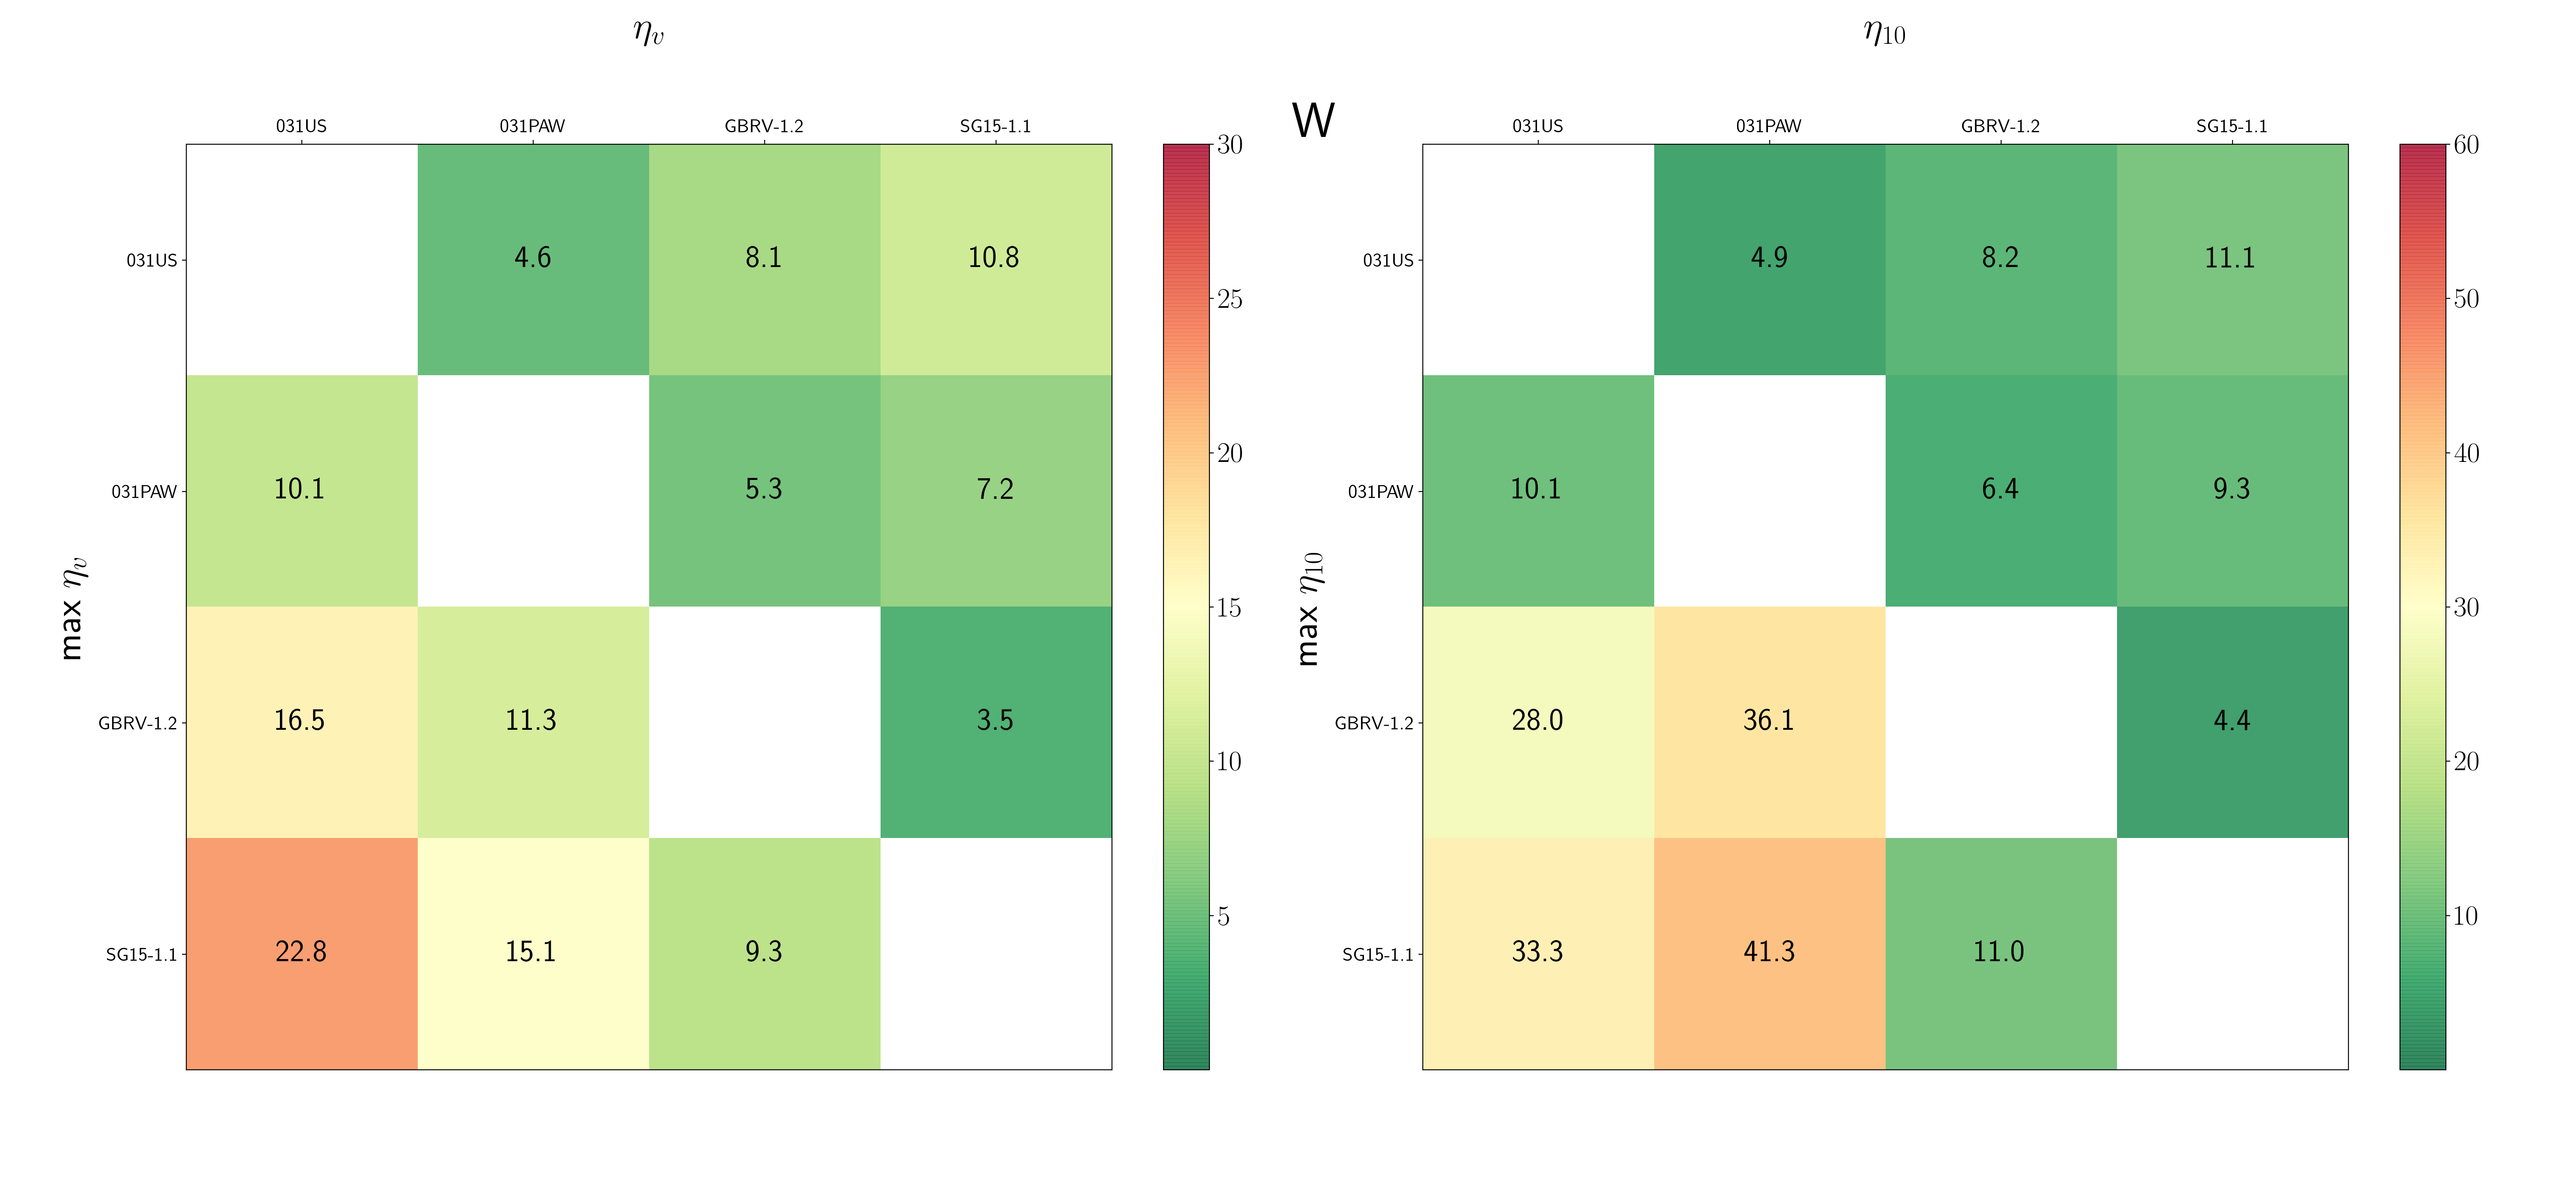 η_v
η_10
W
031US 031PAW GBRV-1.2 SG15-1.1
031US 4.6 8.1 10.8
031PAW 10.1 5.3 7.2
GBRV-1.2 16.5 11.3 3.5
SG15-1.1 22.8 15.1 9.3
max η_v
30
25
20
15
10
5
031US 031PAW GBRV-1.2 SG15-1.1
031US 4.9 8.2 11.1
031PAW 10.1 6.4 9.3
GBRV-1.2 28.0 36.1 4.4
SG15-1.1 33.3 41.3 11.0
max η_10
60
50
40
30
20
10